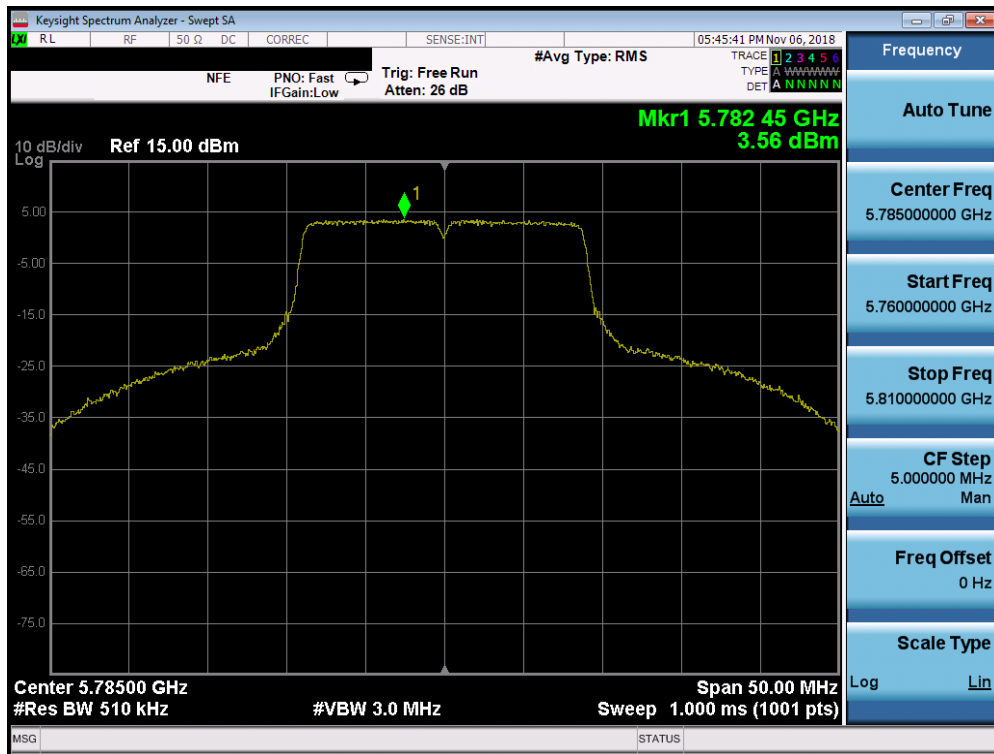 Keysight Spectrum Analyzer - Swept SA
LXI RL RF 50 Ω DC CORREC SENSE:INT 05:45:41 PM Nov 06, 2018
#Avg Type: RMS TRACE 1 2 3 4 5 6
NFE PNO: Fast Trig: Free Run TYPE A WWWWW
IFGain:Low Atten: 26 dB DET A N N N N N
Mkr1 5.782 45 GHz
3.56 dBm
10 dB/div Ref 15.00 dBm
Log
1
5.00
-5.00
-15.0
-25.0
-35.0
-45.0
-55.0
-65.0
-75.0
Center 5.78500 GHz Span 50.00 MHz
#Res BW 510 kHz #VBW 3.0 MHz Sweep 1.000 ms (1001 pts)
MSG STATUS
Frequency
Auto Tune
Center Freq
5.785000000 GHz
Start Freq
5.760000000 GHz
Stop Freq
5.810000000 GHz
CF Step
5.000000 MHz
Auto Man
Freq Offset
0 Hz
Scale Type
Log Lin